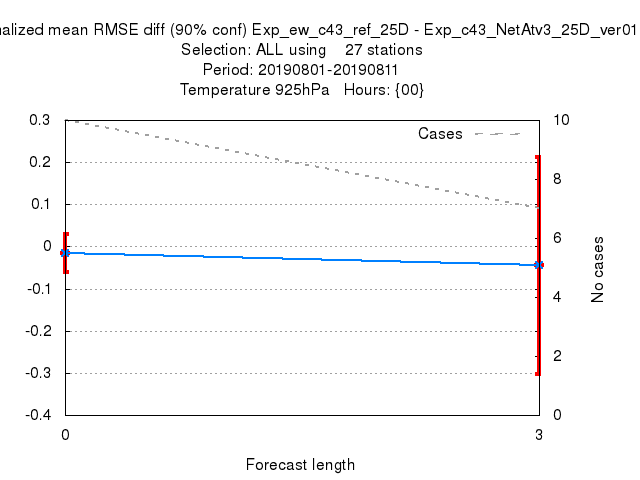 nalized mean RMSE diff (90% conf) Exp_ew_c43_ref_25D - Exp_c43_NetAtv3_25D_ver01
Selection: ALL using 27 stations
Period: 20190801-20190811
Temperature 925hPa Hours: {00}
Cases
0.3
0.2
0.1
0
-0.1
-0.2
-0.3
-0.4
10
8
6
4
2
0
No cases
0 3
Forecast length